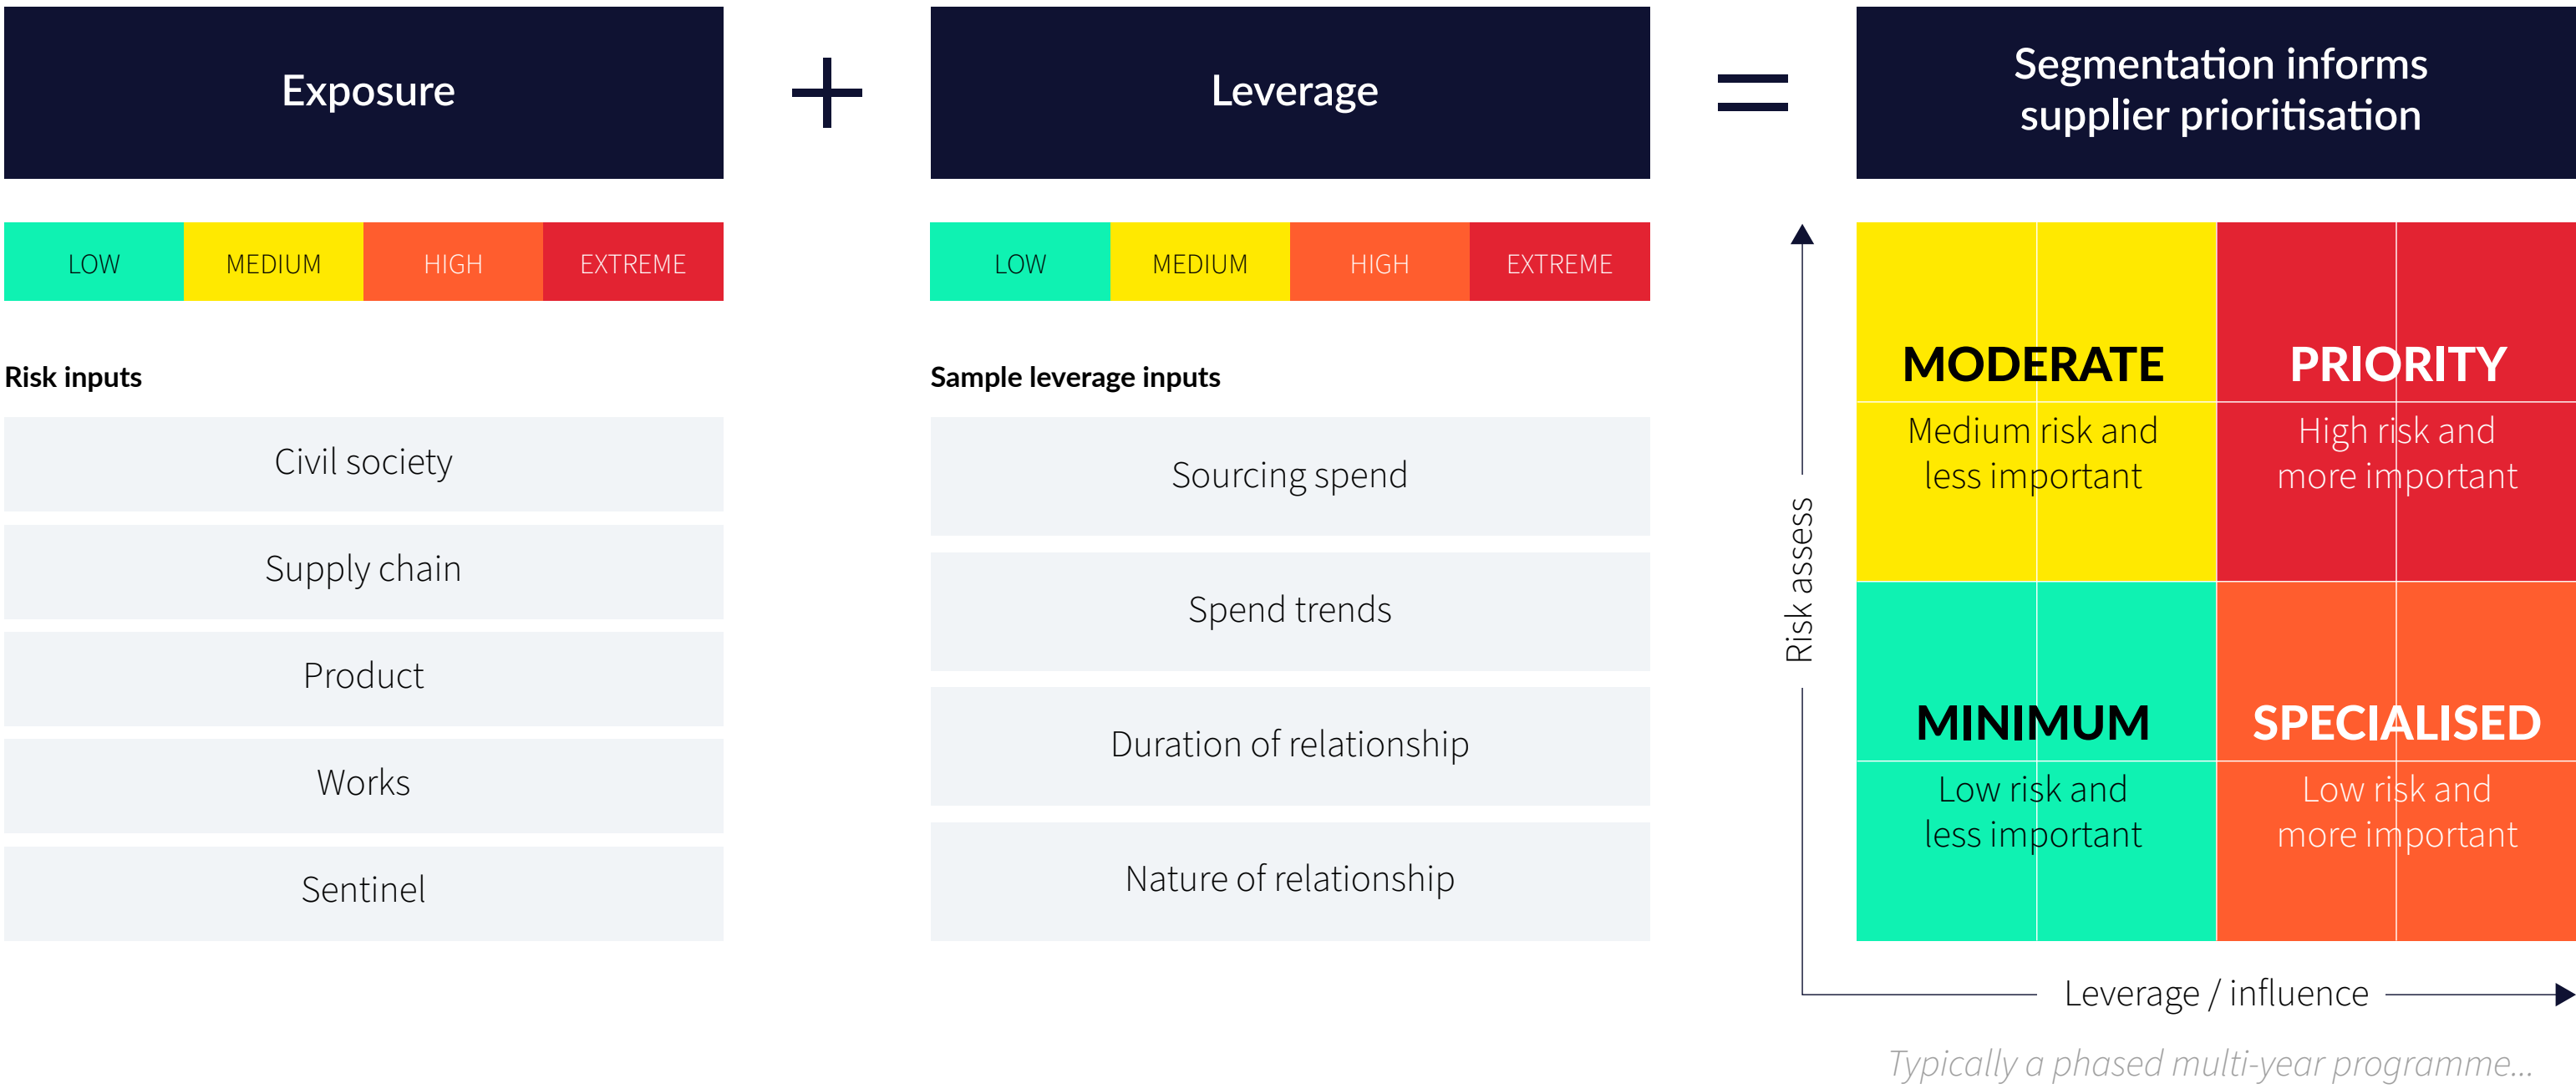 Exposure
Leverage
Segmentation informs
supplier prioritisation
LOW
MEDIUM
HIGH
EXTREME
LOW
MEDIUM
HIGH
EXTREME
Risk inputs
Civil society
Supply chain
Product
Works
Sentinel
Sample leverage inputs
Sourcing spend
Spend trends
Duration of relationship
Nature of relationship
Risk assess
MODERATE
Medium risk and
less important
PRIORITY
High risk and
more important
MINIMUM
Low risk and
less important
SPECIALISED
Low risk and
more important
Leverage / influence
Typically a phased multi-year programme...